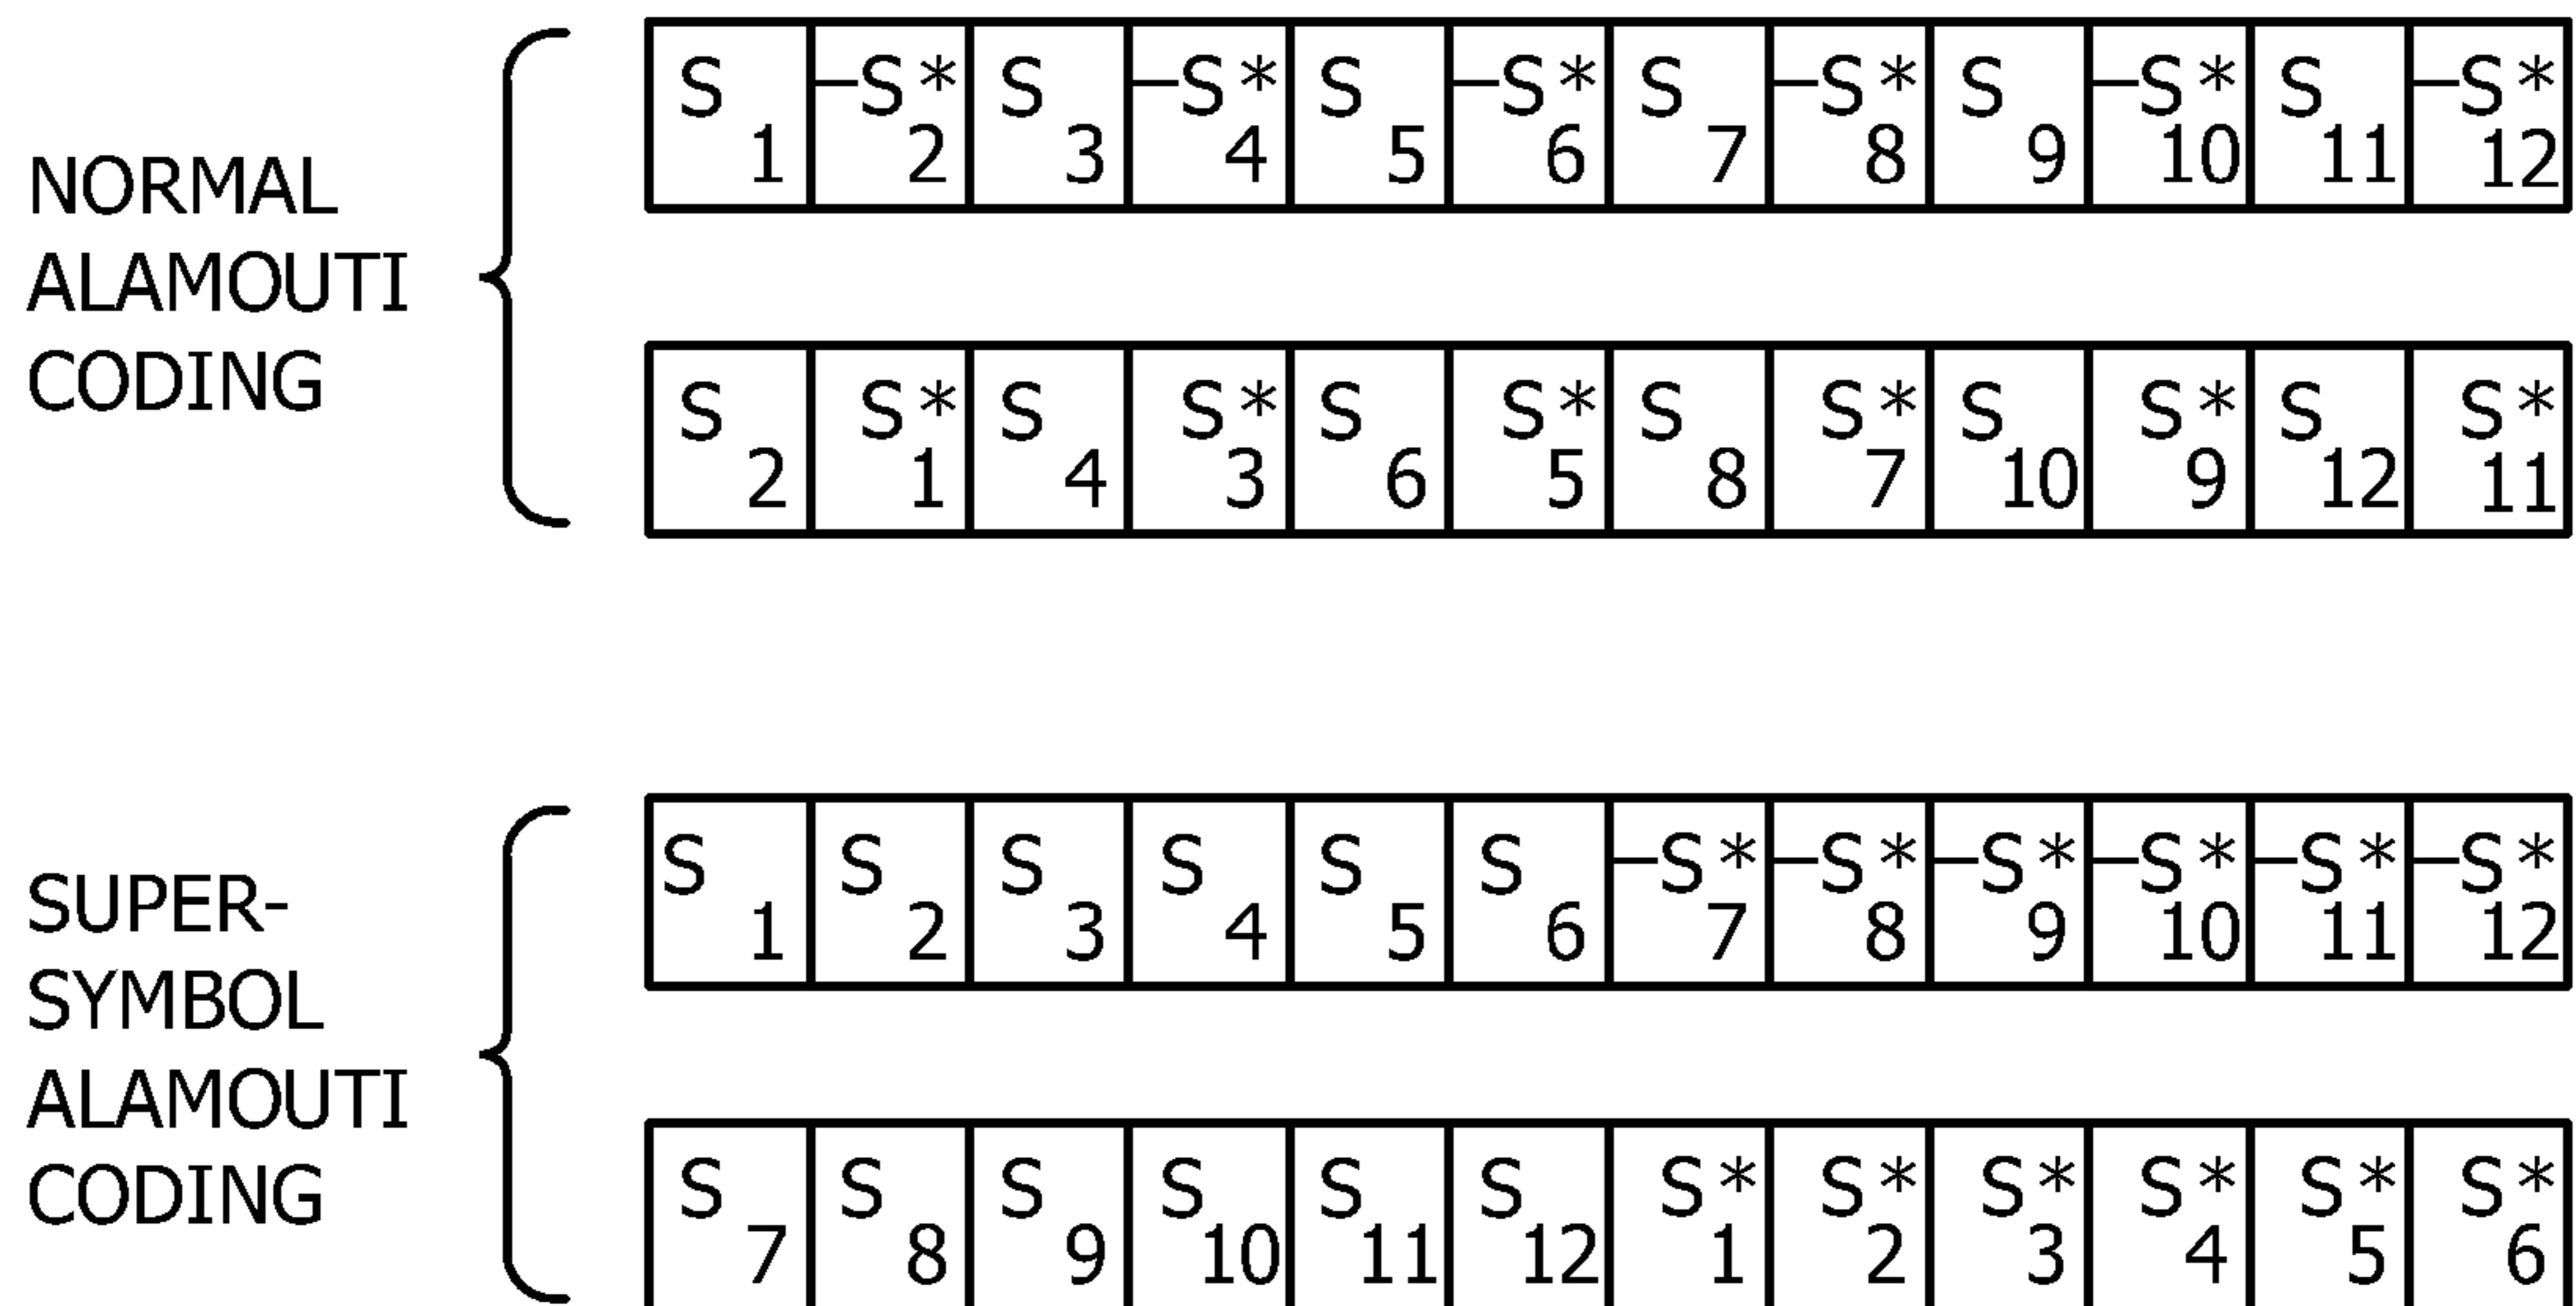 NORMAL
ALAMOUTI
CODING
S1 –S*2 S3 –S*4 S5 –S*6 S7 –S*8 S9 –S*10 S11 –S*12
S2 S*1 S4 S*3 S6 S*5 S8 S*7 S10 S*9 S12 S*11
SUPER-
SYMBOL
ALAMOUTI
CODING
S1 S2 S3 S4 S5 S6 –S*7 –S*8 –S*9 –S*10 –S*11 –S*12
S7 S8 S9 S10 S11 S12 S*1 S*2 S*3 S*4 S*5 S*6